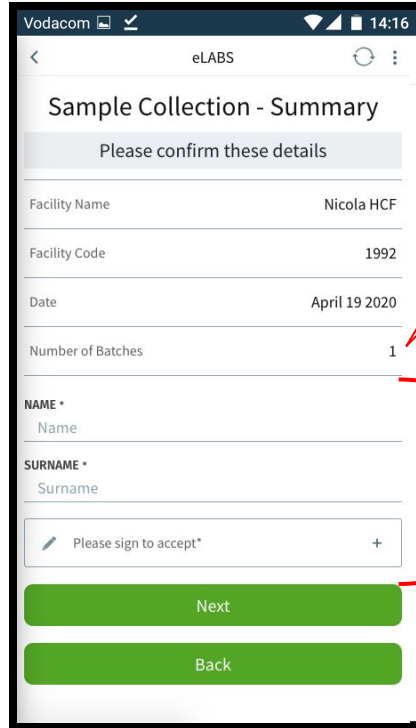 Vodacom 14:16
eLABS
Sample Collection - Summary
Please confirm these details
Facility Name Nicola HCF
Facility Code 1992
Date April 19 2020
Number of Batches 1
NAME *
Name
SURNAME *
Surname
Please sign to accept* +
Next
Back